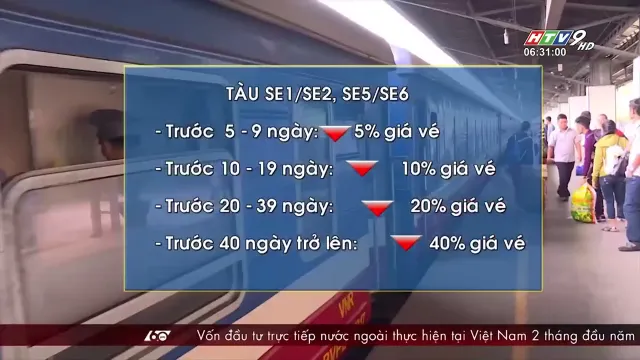 HTV9 HD
06:31:00
TÀU SE1/SE2, SE5/SE6
- Trước 5 - 9 ngày: 5% giá vé
- Trước 10 - 19 ngày: 10% giá vé
- Trước 20 - 39 ngày: 20% giá vé
- Trước 40 ngày trở lên: 40% giá vé
VNR
60
Vốn đầu tư trực tiếp nước ngoài thực hiện tại Việt Nam 2 tháng đầu năm